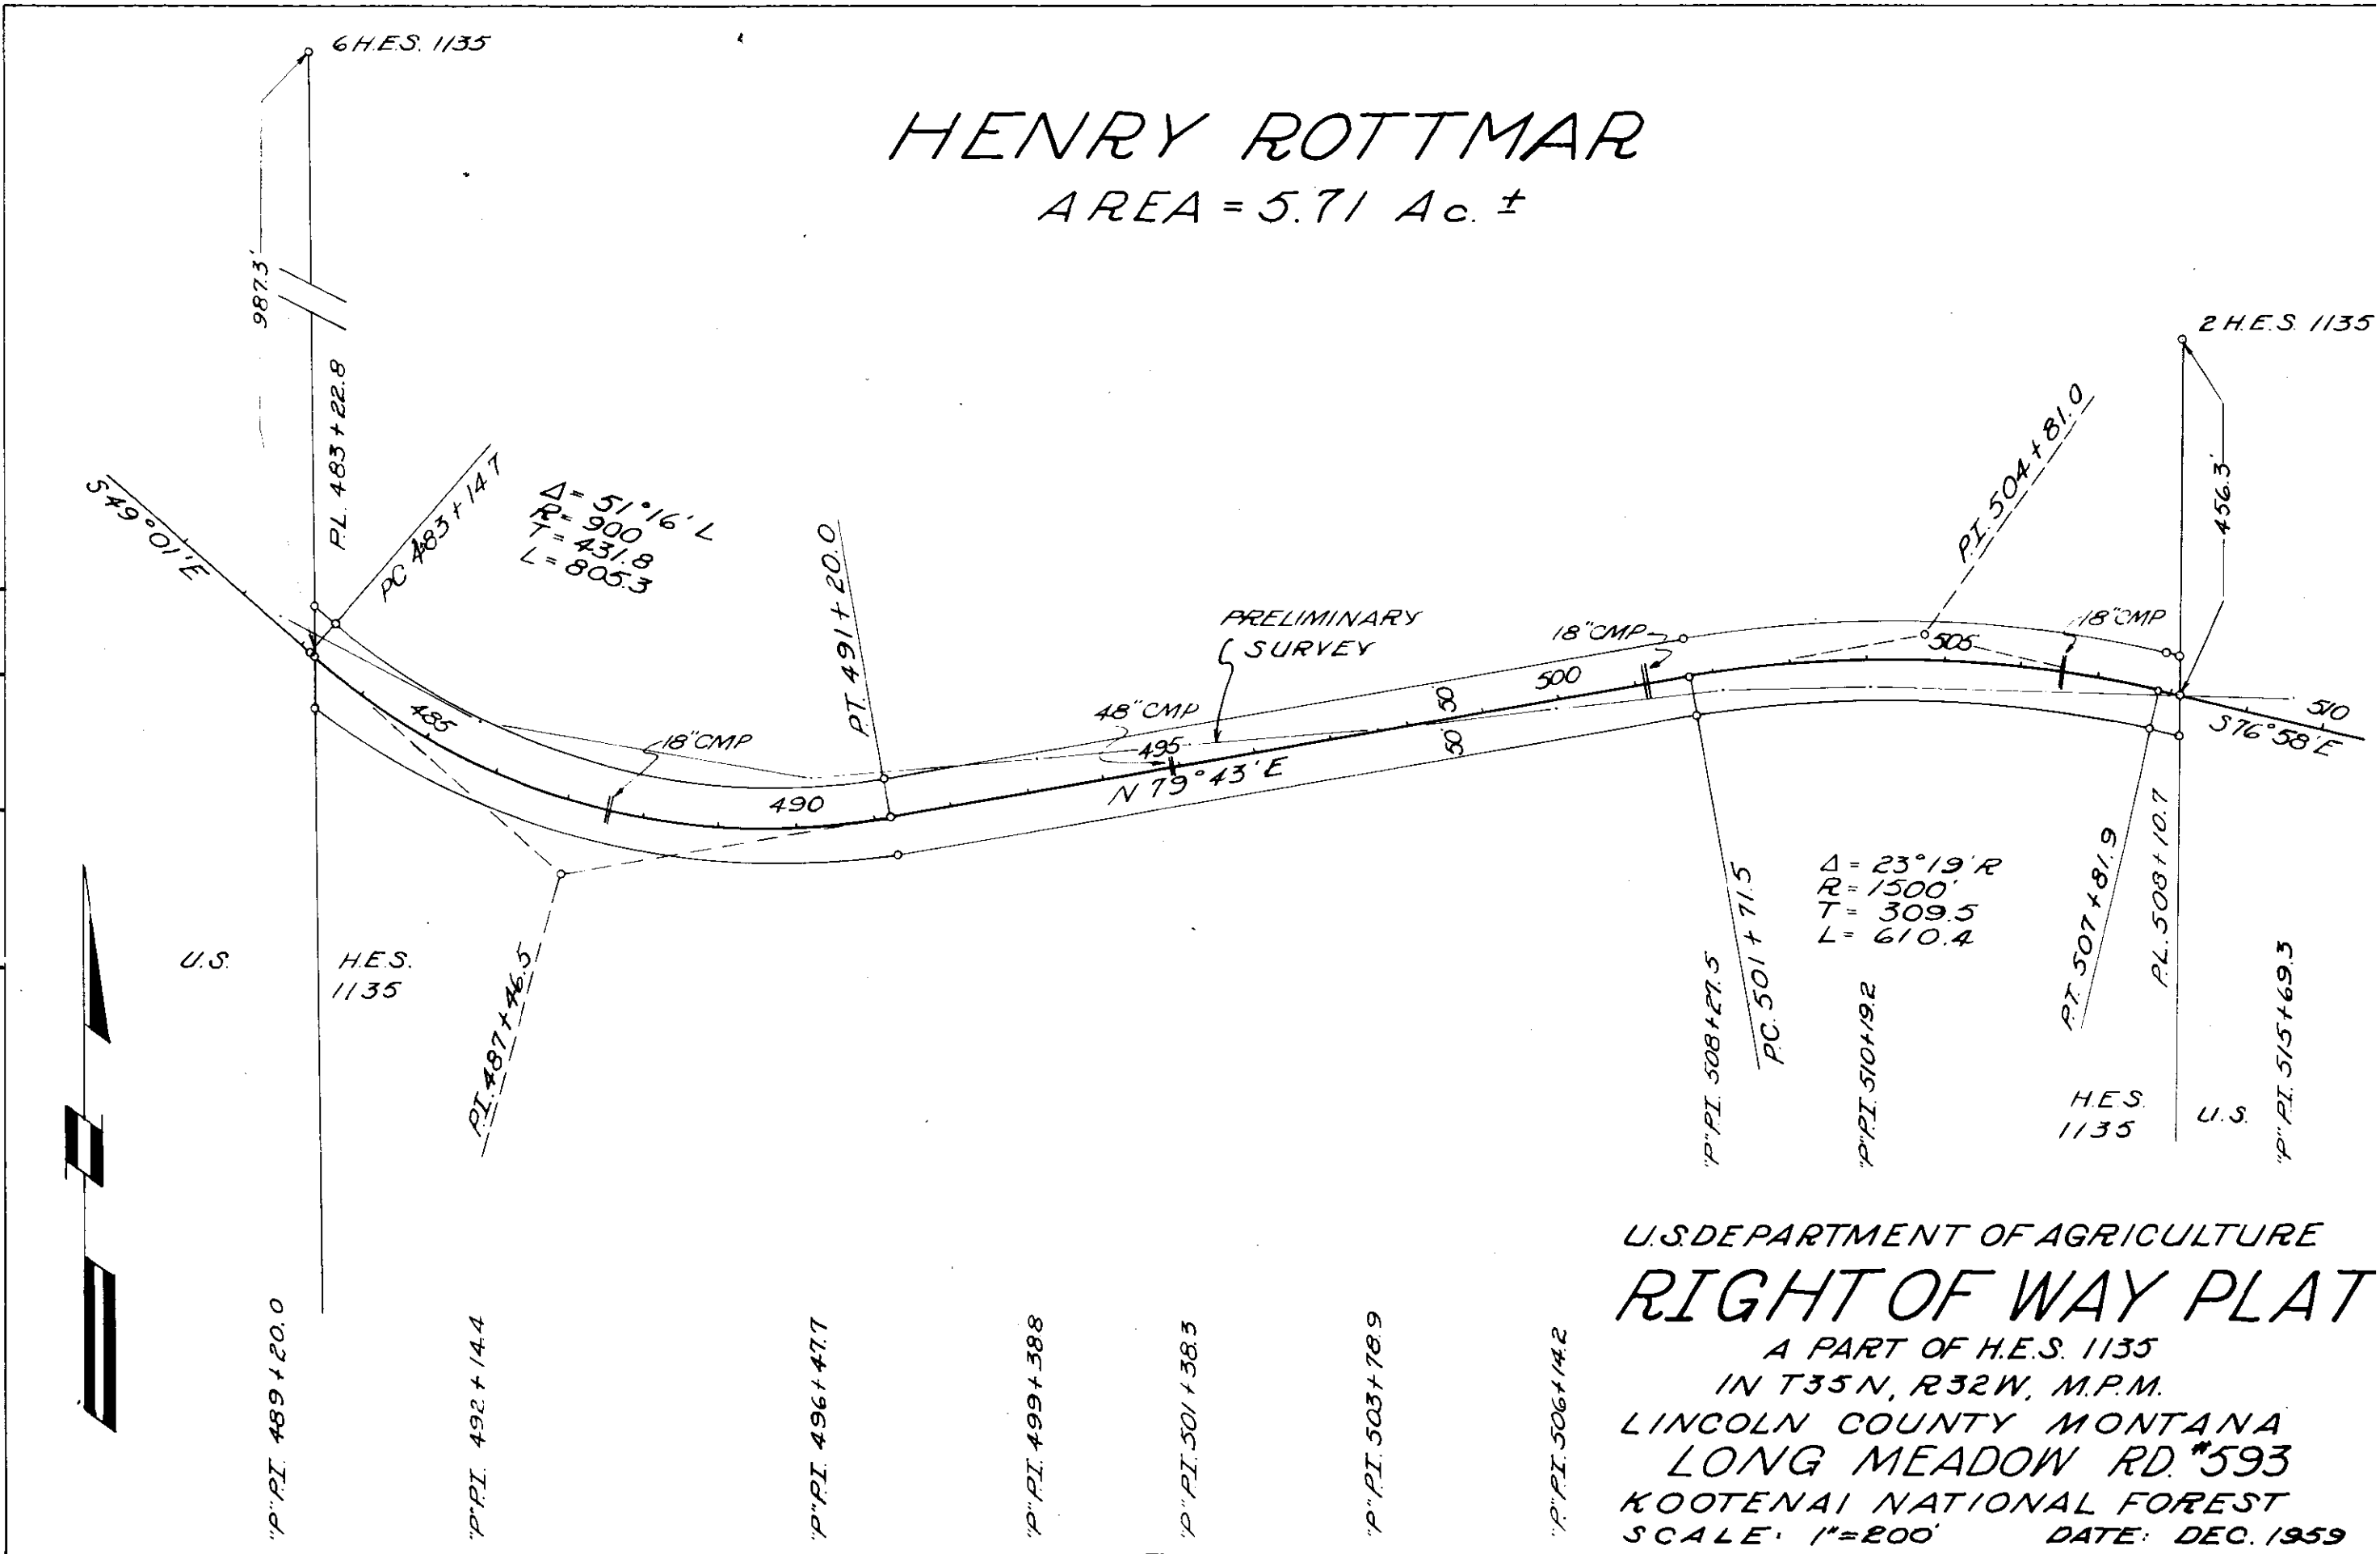 6 H.E.S. 1135
HENRY ROTTMAR
AREA = 5.71 Ac. ±
987.3'
P.L. 483+22.8
2 H.E.S. 1135
S 49°01' E
PC 483+14.7
Δ= 51°16' L
R= 900
T= 431.8
L= 805.3
P.T. 491+20.0
PRELIMINARY
SURVEY
18"CMP
P.I. 504+81.0
456.3'
18"CMP
505
510
S76°58'E
485
18"CMP
490
48"CMP
495
N 79°43' E
50'
50'
500
Δ = 23°19' R
R = 1500'
T = 309.5
L = 610.4
U.S.
H.E.S.
1135
P.I. 487+46.5
"P" P.I. 508+27.5
P.C. 501+71.5
"P" P.I. 510+19.2
P.T. 507+81.9
P.L. 508+10.7
H.E.S.
1135
U.S.
"P" P.I. 515+69.3
"P" P.I. 489+20.0
"P" P.I. 492+14.4
"P" P.I. 496+47.7
"P" P.I. 499+38.8
"P" P.I. 501+38.3
"P" P.I. 503+78.9
"P" P.I. 506+14.2
U.S. DEPARTMENT OF AGRICULTURE
RIGHT OF WAY PLAT
A PART OF H.E.S. 1135
IN T35N, R32W, M.P.M.
LINCOLN COUNTY MONTANA
LONG MEADOW RD. #593
KOOTENAI NATIONAL FOREST
SCALE: 1"=200' DATE: DEC. 1959